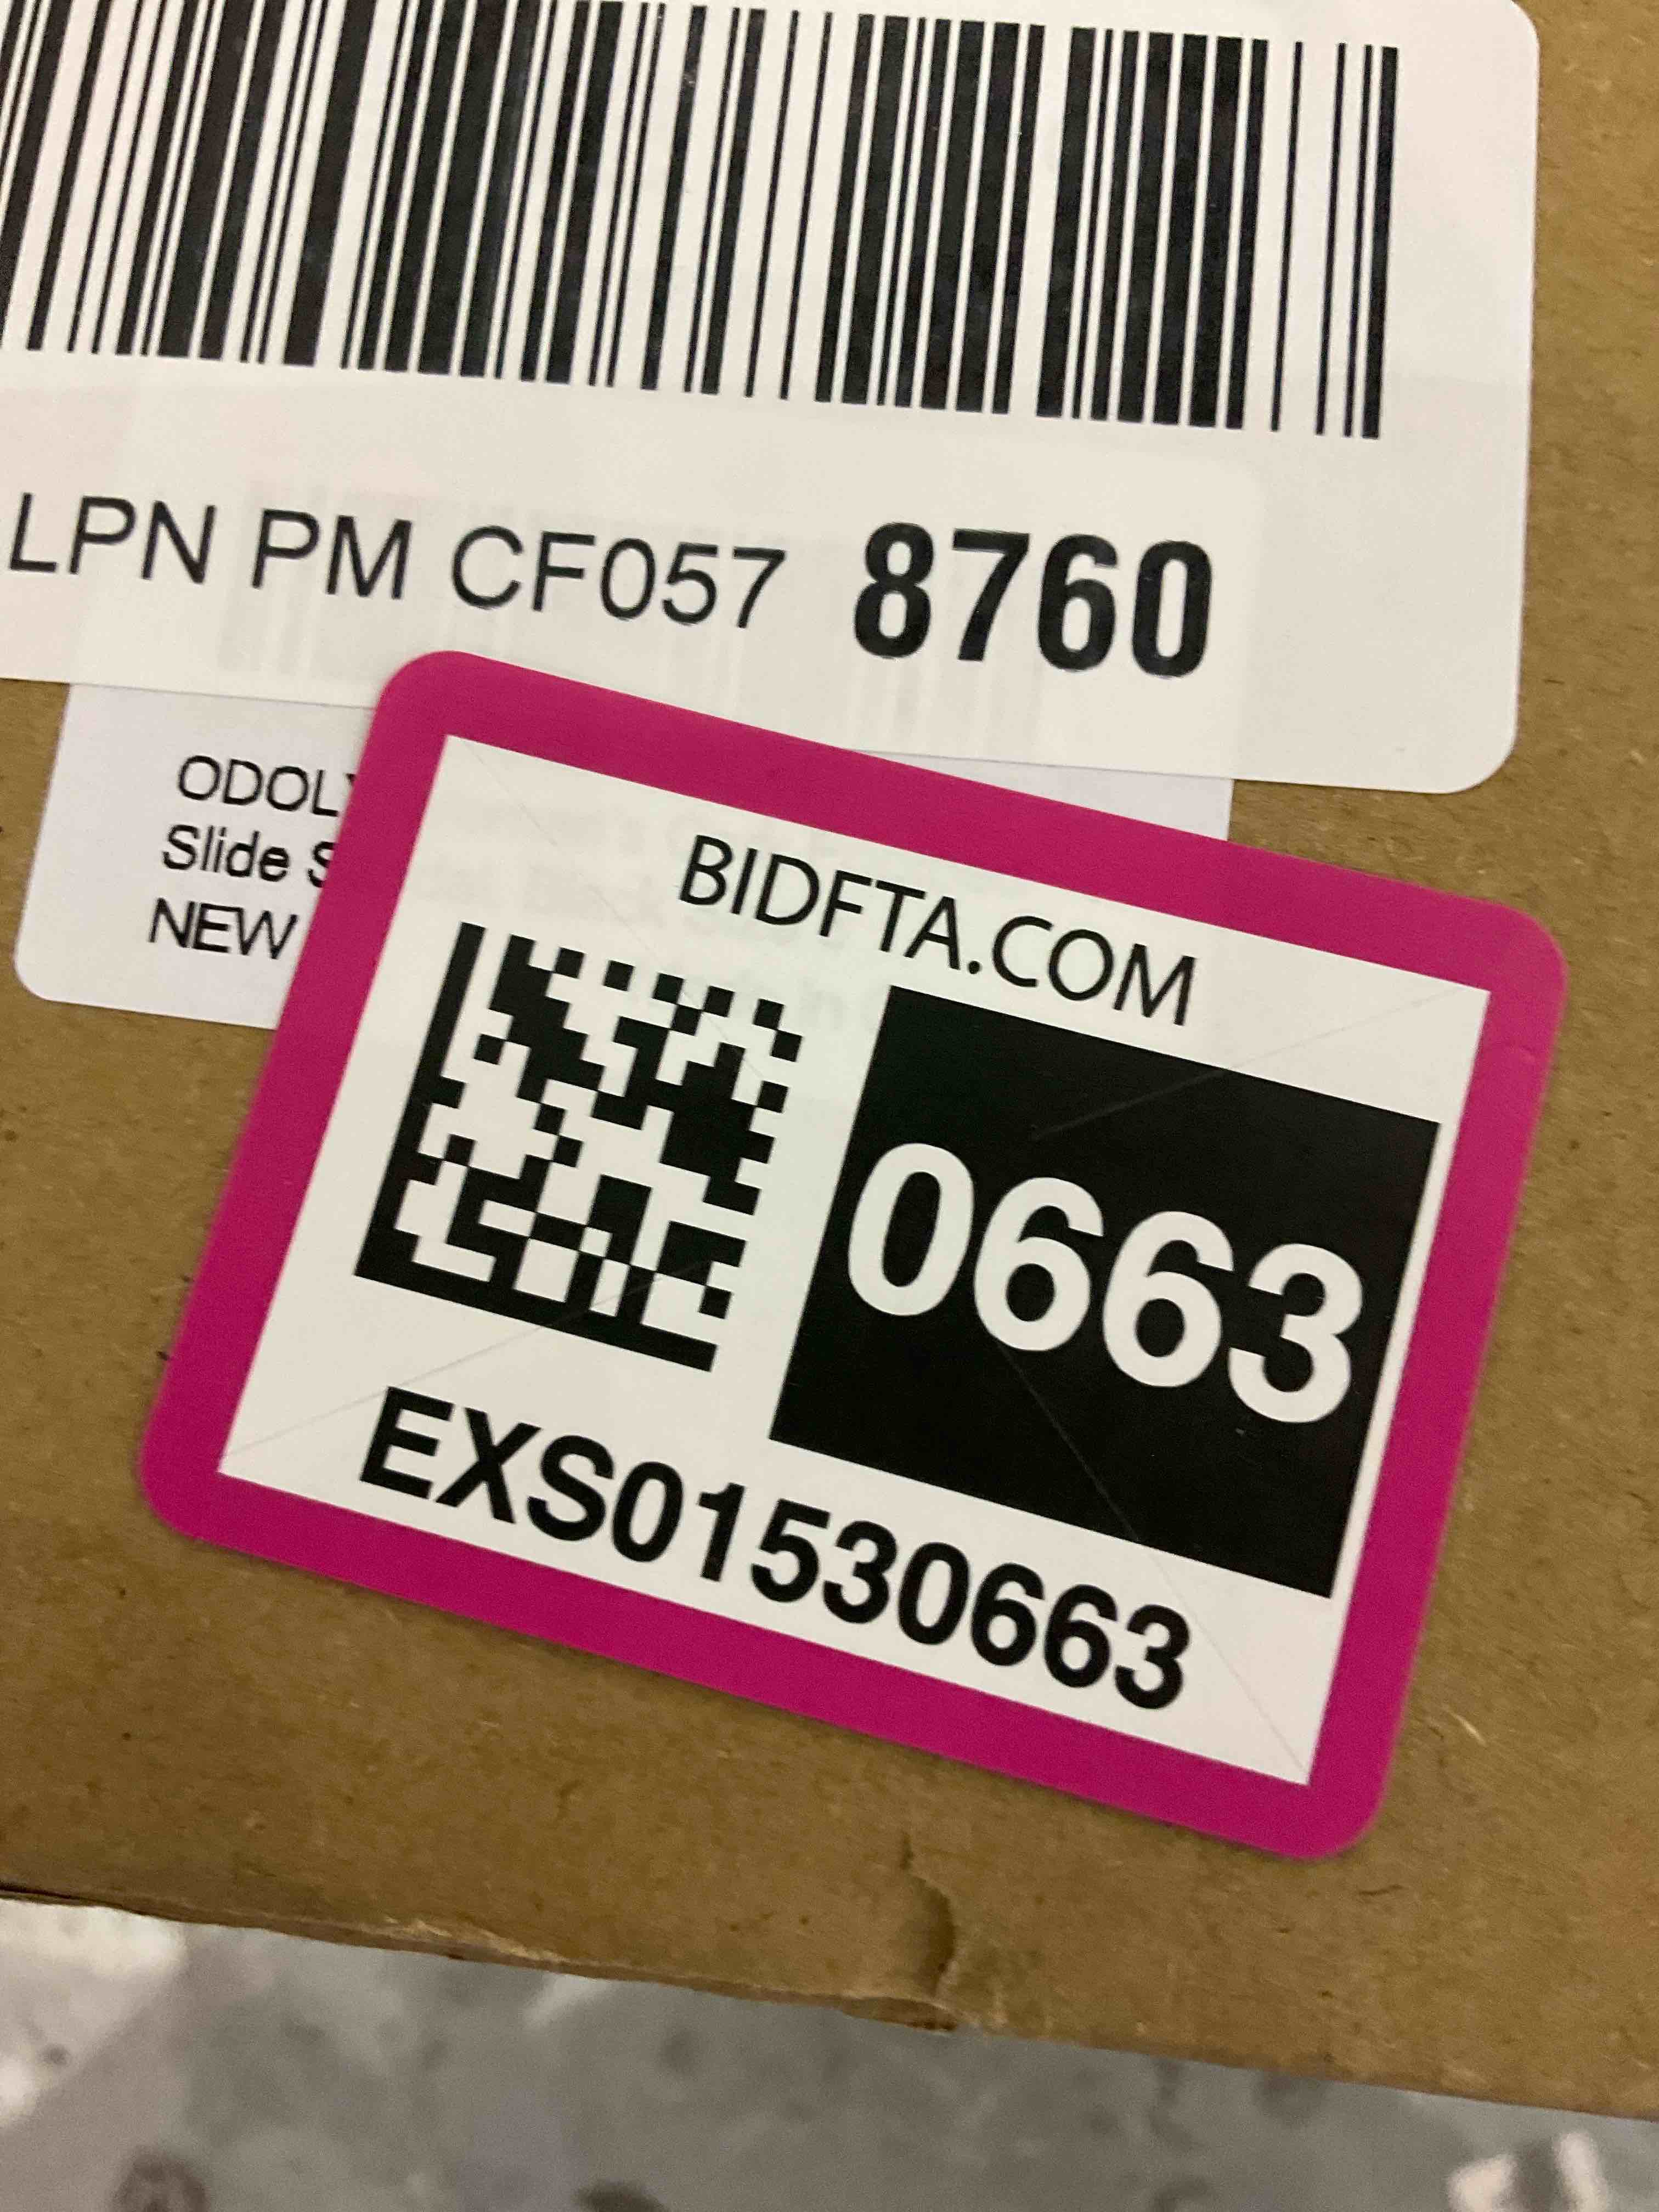 LPN PM CF057 8760
ODOL
Slide S
NEW
BIDFTA.COM
0663
EXS01530663